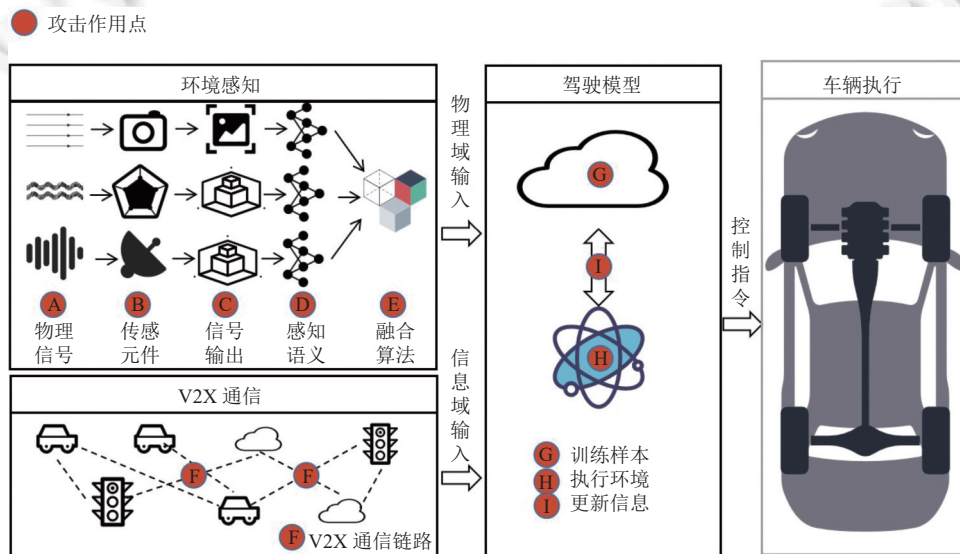 攻击作用点
环境感知
A
B
C
D
E
物理
信号
传感
元件
信号
输出
感知
语义
融合
算法
物理域输入
V2X 通信
F
F
F V2X 通信链路
信息域输入
驾驶模型
G
I
H
G 训练样本
H 执行环境
I 更新信息
控制指令
车辆执行